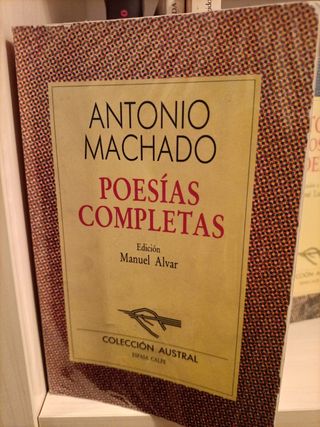 ANTONIO
MACHADO
POESÍAS
COMPLETAS
Edición
Manuel Alvar
COLECCIÓN AUSTRAL
ESPASA CALPE